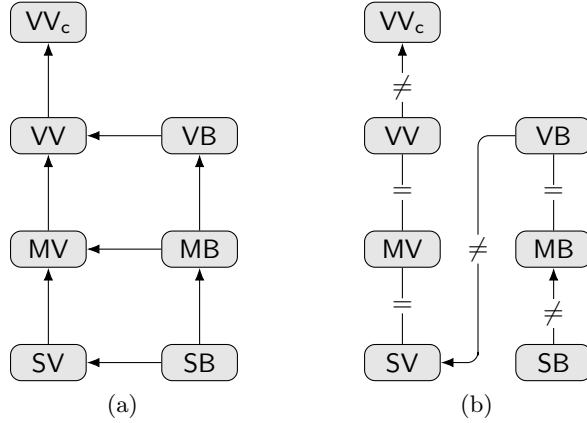 VVc VVc
≠
VV VB VV VB
= ≠ =
MV MB MV MB
= ≠
SV SB SV SB
(a) (b)